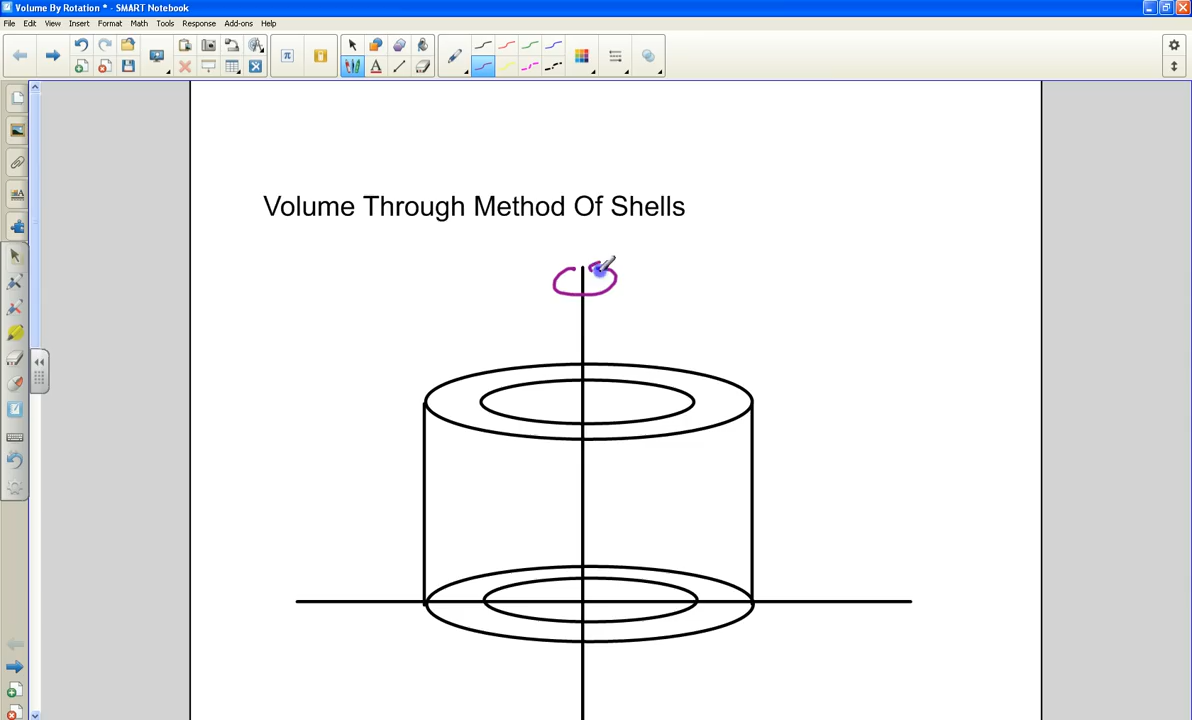 Volume By Rotation * - SMART Notebook
File Edit View Insert Format Math Tools Response Add-ons Help
Volume Through Method Of Shells